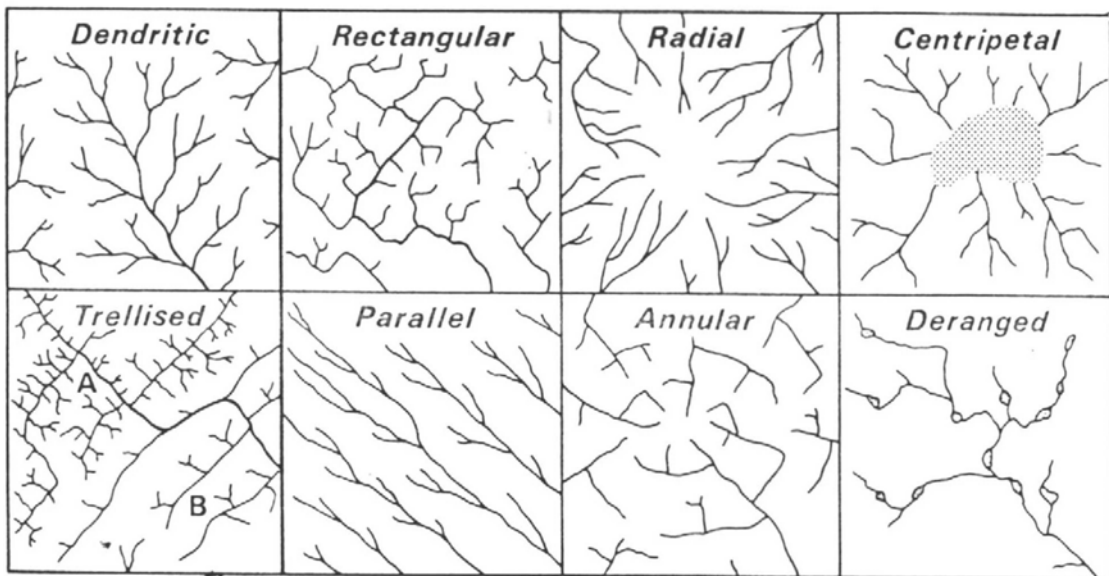 Dendritic
Rectangular
Radial
Centripetal
Trellised
A
B
Parallel
Annular
Deranged